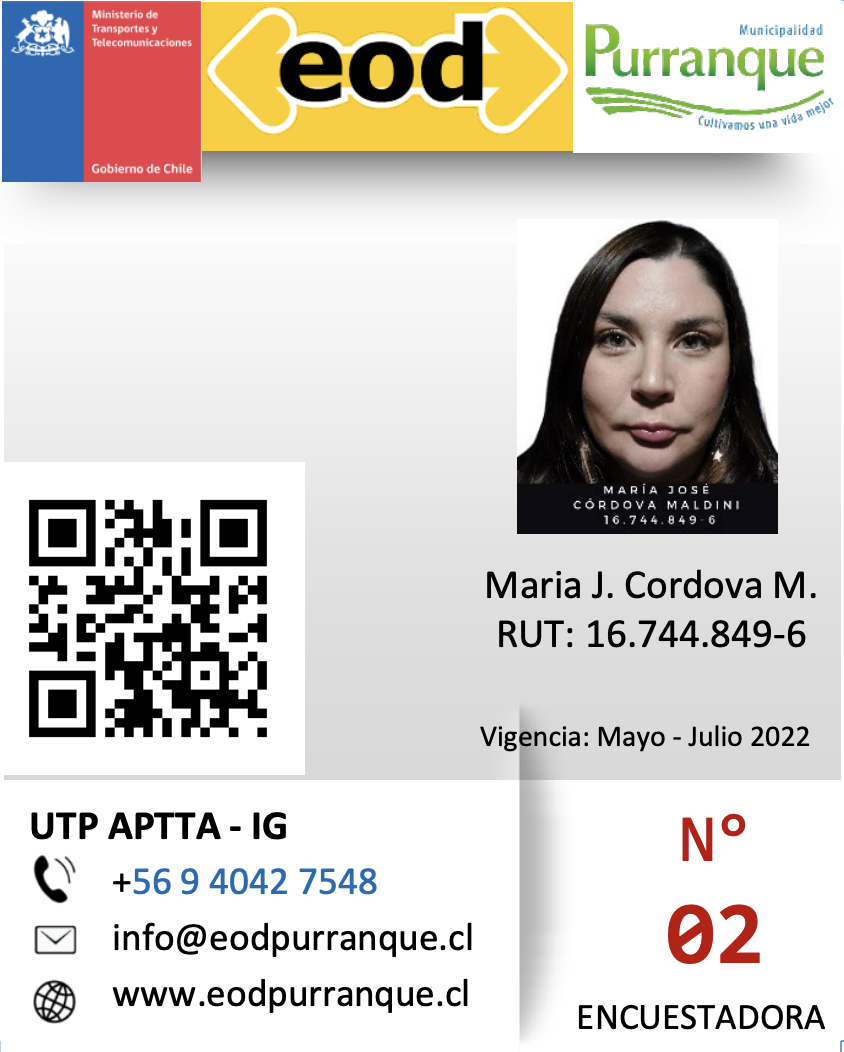 Ministerio de
Transportes y
Telecomunicaciones
Gobierno de Chile
eod
Municipalidad
Purranque
Cultivamos una vida mejor
MARÍA JOSÉ
CÓRDOVA MALDINI
16.744.849-6
Maria J. Cordova M.
RUT: 16.744.849-6
Vigencia: Mayo - Julio 2022
UTP APTTA - IG
+56 9 4042 7548
info@eodpurranque.cl
www.eodpurranque.cl
N°
02
ENCUESTADORA